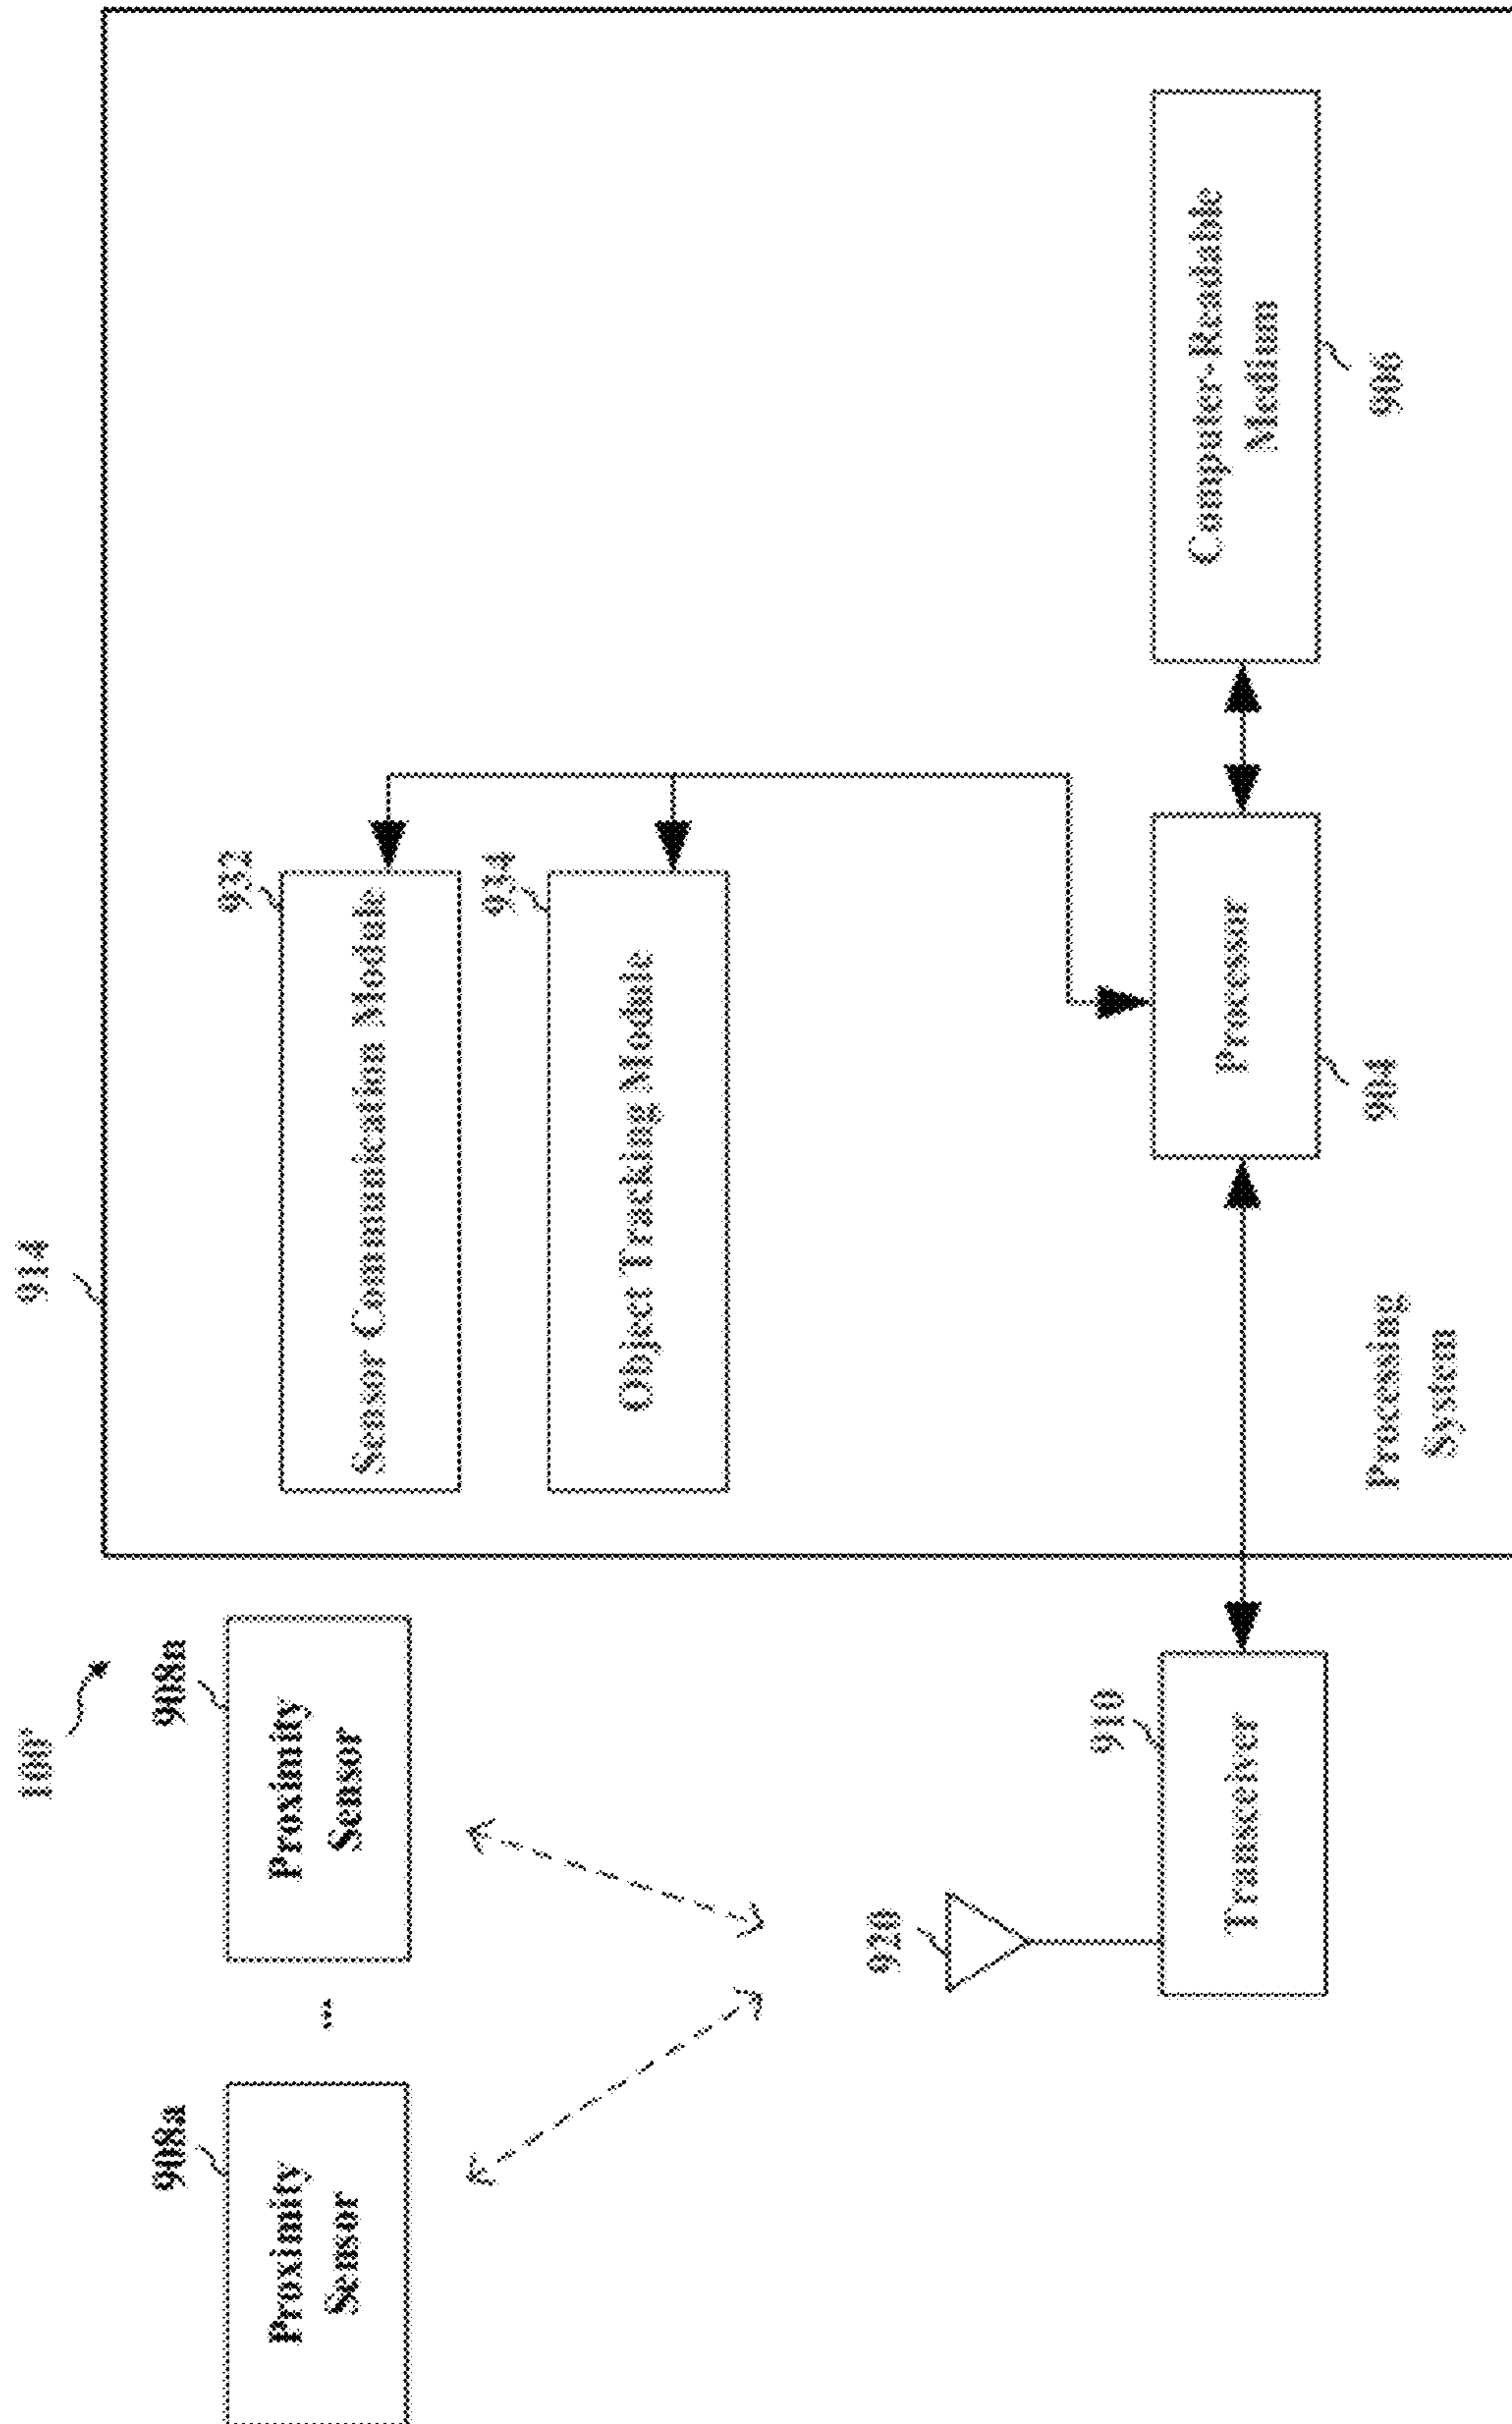 100'
914
908a
908n
932
Proximity
Sensor
...
Proximity
Sensor
Sensor Communication Module
934
Object Tracking Module
920
910
Transceiver
Processor
Computer-Readable
Medium
904
906
Processing
System